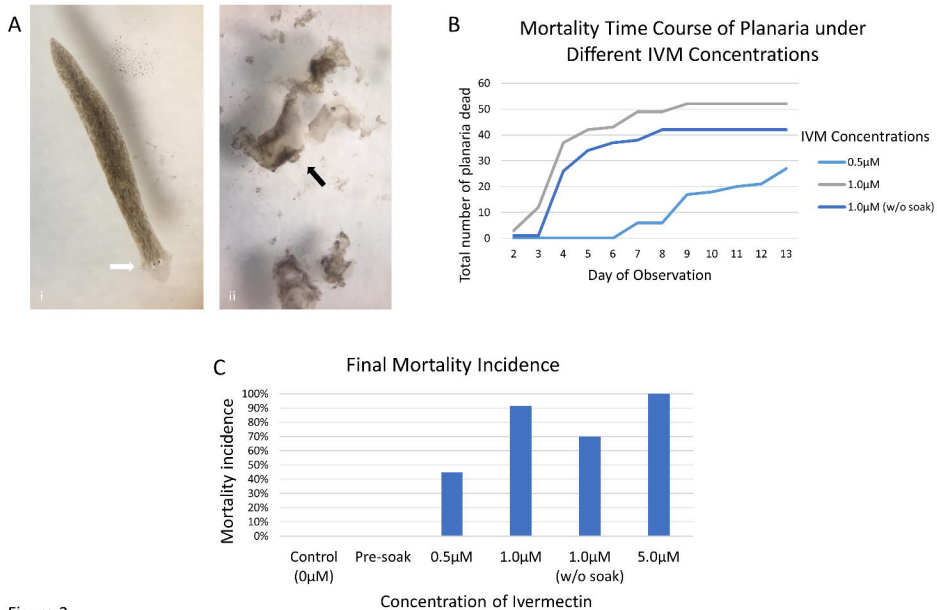 A
i
ii
B
Mortality Time Course of Planaria under
Different IVM Concentrations
Total number of planaria dead
60
50
40
30
20
10
0
2 3 4 5 6 7 8 9 10 11 12 13
Day of Observation
IVM Concentrations
0.5µM
1.0µM
1.0µM (w/o soak)
C
Final Mortality Incidence
Mortality incidence
100%
90%
80%
70%
60%
50%
40%
30%
20%
10%
0%
Control Pre-soak 0.5µM 1.0µM 1.0µM 5.0µM
(0µM) (w/o soak)
Concentration of Ivermectin